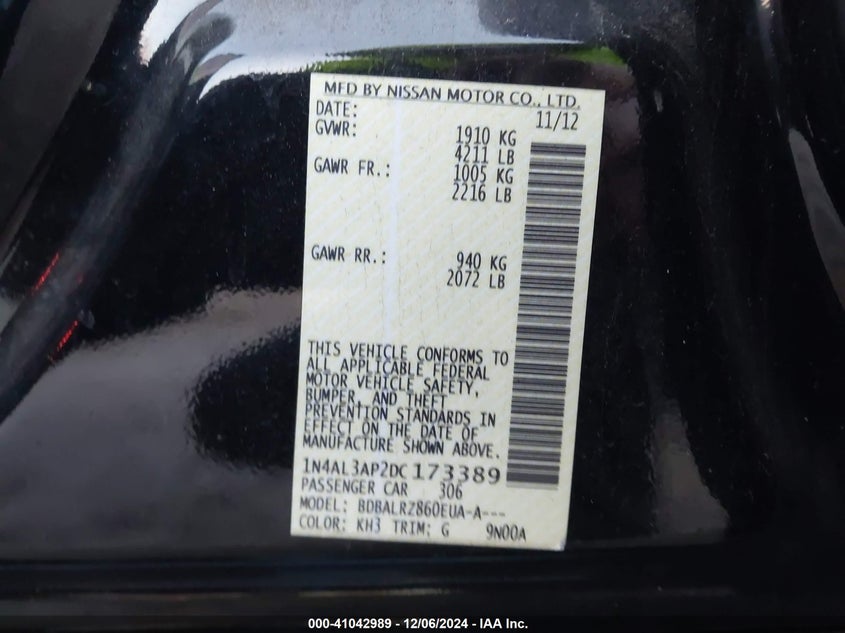 MFD BY NISSAN MOTOR CO., LTD.
DATE: 11/12
GVWR: 1910 KG
4211 LB
GAWR FR.: 1005 KG
2216 LB
GAWR RR.: 940 KG
2072 LB
THIS VEHICLE CONFORMS TO
ALL APPLICABLE FEDERAL
MOTOR VEHICLE SAFETY,
BUMPER, AND THEFT
PREVENTION STANDARDS IN
EFFECT ON THE DATE OF
MANUFACTURE SHOWN ABOVE.
1N4AL3AP2DC173389
PASSENGER CAR 306
MODEL: BDBALRZ860EUA-A---
COLOR: KH3 TRIM: G 9N00A
000-41042989 - 12/06/2024 - IAA Inc.